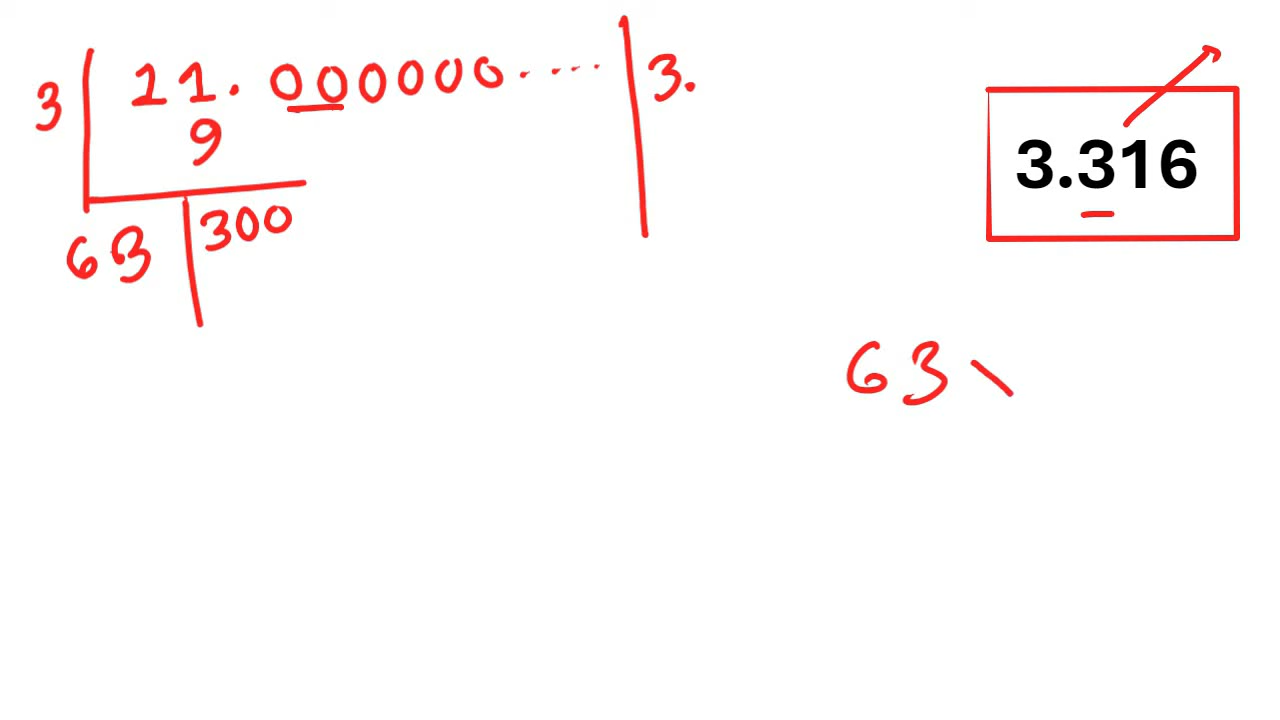 3 11.000000.... 3.
9
63 300
3.316
63 \